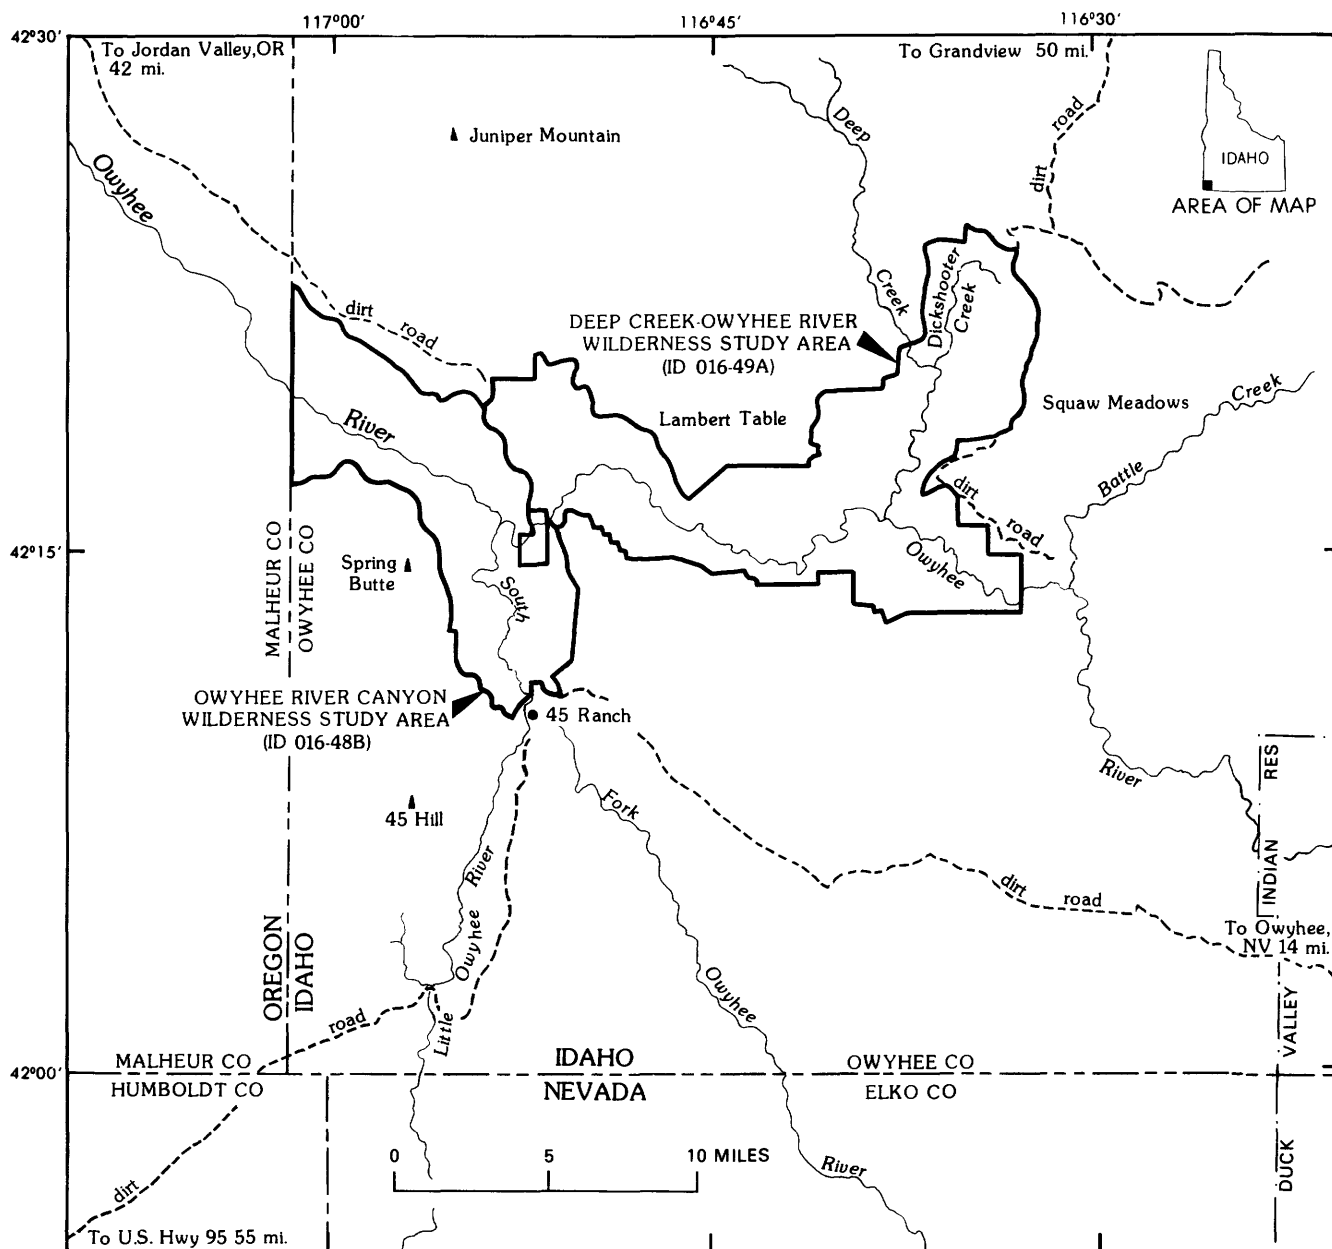 117°00'
116°45'
116°30'
42°30'
To Jordan Valley,OR
42 mi.
To Grandview 50 mi.
Juniper Mountain
Deep
road
dirt
IDAHO
AREA OF MAP
Owyhee
Creek
Dickshooter
Creek
dirt
road
DEEP CREEK-OWYHEE RIVER
WILDERNESS STUDY AREA
(ID 016-49A)
River
Lambert Table
Squaw Meadows
Creek
Battle
dirt
road
42°15'
Spring
Butte
Owyhee
South
MALHEUR CO
OWYHEE CO
OWYHEE RIVER CANYON
WILDERNESS STUDY AREA
(ID 016-48B)
45 Ranch
River
INDIAN RES
45 Hill
Fork
River
Owyhee
dirt
road
To Owyhee,
NV 14 mi.
OREGON
IDAHO
Owyhee
road
Little
DUCK VALLEY
42°00'
MALHEUR CO
HUMBOLDT CO
IDAHO
NEVADA
OWYHEE CO
ELKO CO
0 5 10 MILES
River
dirt
To U.S. Hwy 95 55 mi.